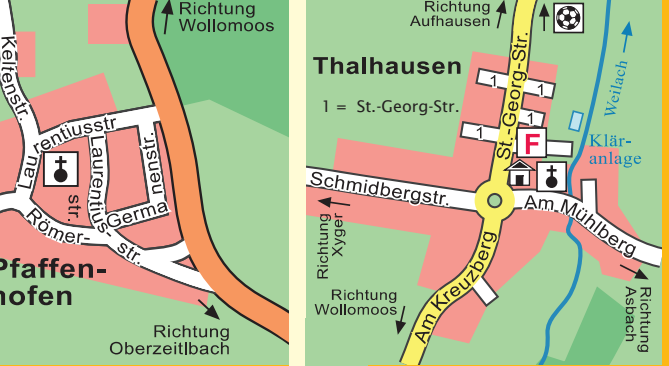 Richtung
Wollomoos
Keltenstr.
Laurentiusstr
Laurentius-
str.
Germa
nenstr.
Römer-
str.
Pfaffen-
hofen
Richtung
Oberzeitlbach
Richtung
Aufhausen
Thalhausen
1 = St.-Georg-Str.
St.-Georg-Str.
1
1
1
1
F
Weilach
Klär-
anlage
Schmidbergstr.
Am Mühlberg
Richtung
Xyger
Richtung
Wollomoos
Am Kreuzberg
Richtung
Asbach